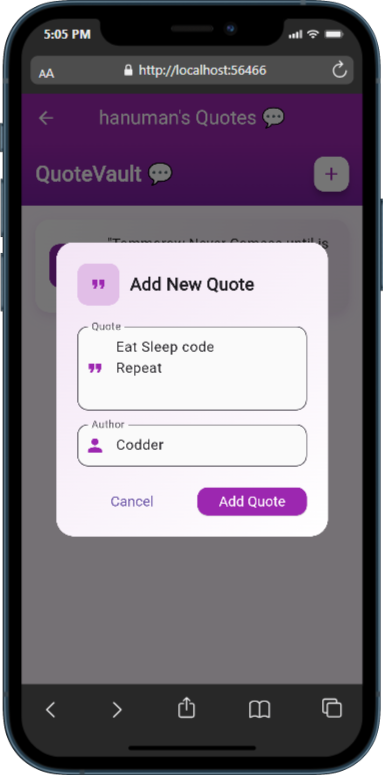 5:05 PM
AA
http://localhost:56466
hanuman's Quotes 💬
QuoteVault 💬
+
"Tommorow Never Comes until is
Add New Quote
Quote
Eat Sleep code
Repeat
Author
Codder
Cancel
Add Quote